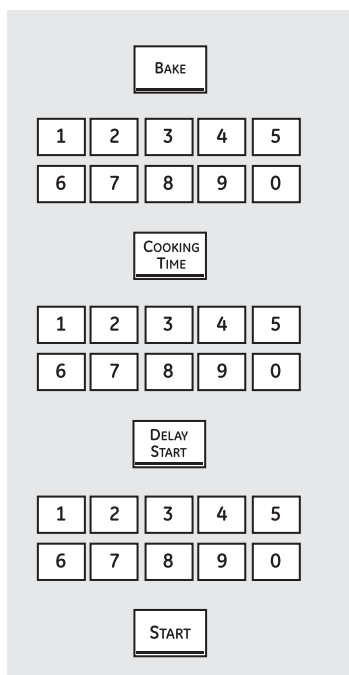 BAKE
1 2 3 4 5
6 7 8 9 0
COOKING
TIME
1 2 3 4 5
6 7 8 9 0
DELAY
START
1 2 3 4 5
6 7 8 9 0
START